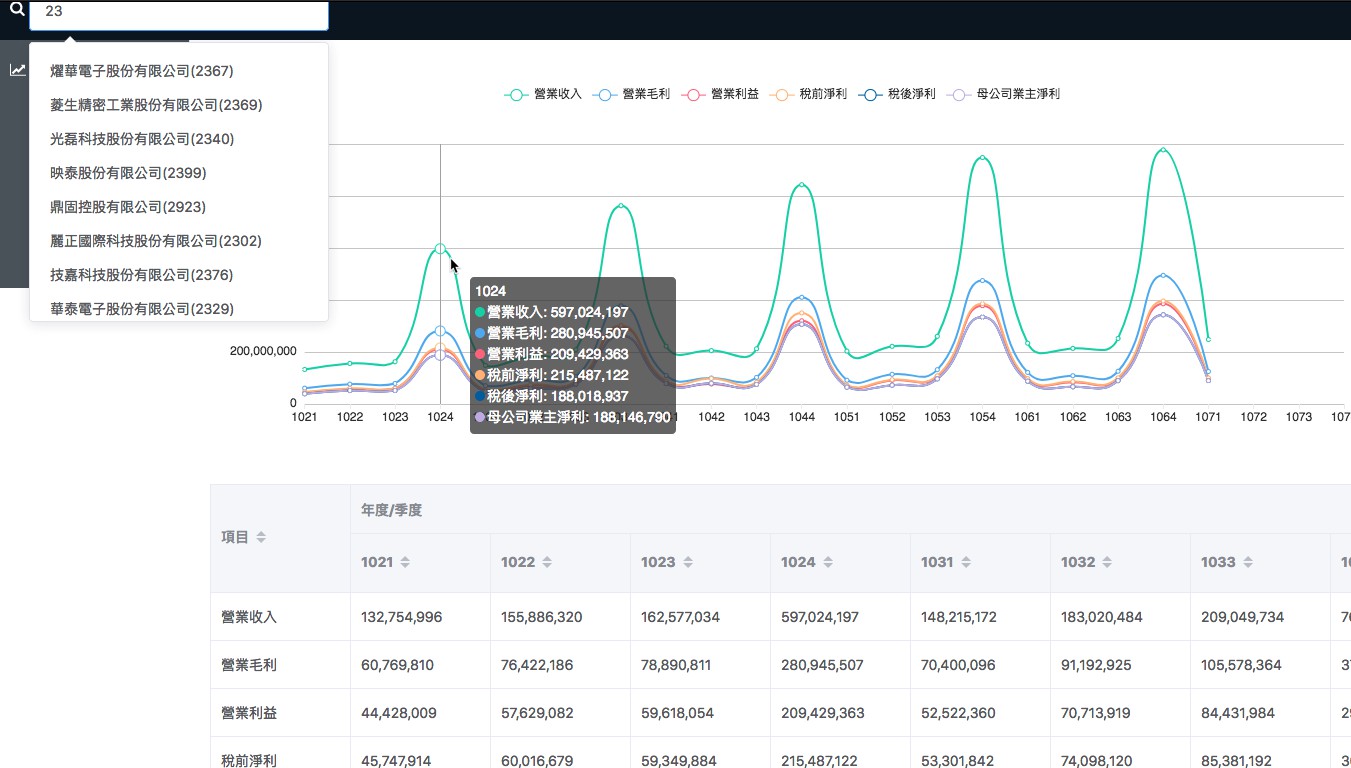 23
燿華電子股份有限公司(2367)
菱生精密工業股份有限公司(2369)
光磊科技股份有限公司(2340)
映泰股份有限公司(2399)
鼎固控股有限公司(2923)
麗正國際科技股份有限公司(2302)
技嘉科技股份有限公司(2376)
華泰電子股份有限公司(2329)
營業收入 營業毛利 營業利益 稅前淨利 稅後淨利 母公司業主淨利
1024
營業收入: 597,024,197
營業毛利: 280,945,507
營業利益: 209,429,363
稅前淨利: 215,487,122
稅後淨利: 188,018,937
母公司業主淨利: 188,146,790
200,000,000
0
1021 1022 1023 1024 1042 1043 1044 1051 1052 1053 1054 1061 1062 1063 1064 1071 1072 1073
項目
年度/季度
1021 1022 1023 1024 1031 1032 1033
營業收入 132,754,996 155,886,320 162,577,034 597,024,197 148,215,172 183,020,484 209,049,734
營業毛利 60,769,810 76,422,186 78,890,811 280,945,507 70,400,096 91,192,925 105,578,364
營業利益 44,428,009 57,629,082 59,618,054 209,429,363 52,522,360 70,713,919 84,431,984
稅前淨利 45,747,914 60,016,679 59,349,884 215,487,122 53,301,842 74,098,120 85,381,192